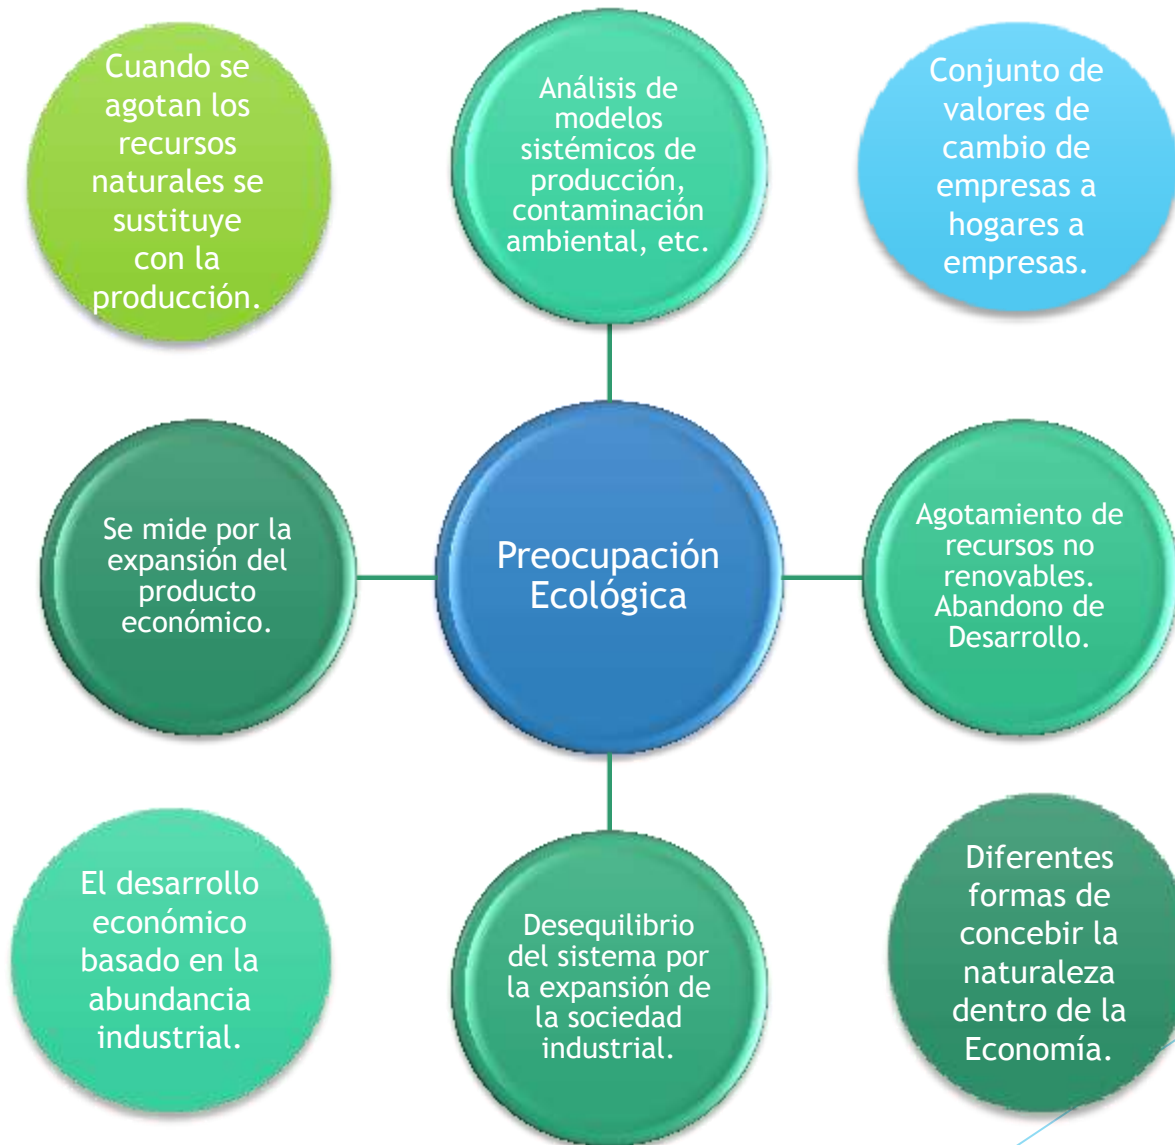 Cuando se
agotan los
recursos
naturales se
sustituye
con la
producción.
Análisis de
modelos
sistémicos de
producción,
contaminación
ambiental, etc.
Conjunto de
valores de
cambio de
empresas a
hogares a
empresas.
Se mide por la
expansión del
producto
económico.
Preocupación
Ecológica
Agotamiento de
recursos no
renovables.
Abandono de
Desarrollo.
El desarrollo
económico
basado en la
abundancia
industrial.
Desequilibrio
del sistema por
la expansión de
la sociedad
industrial.
Diferentes
formas de
concebir la
naturaleza
dentro de la
Economía.